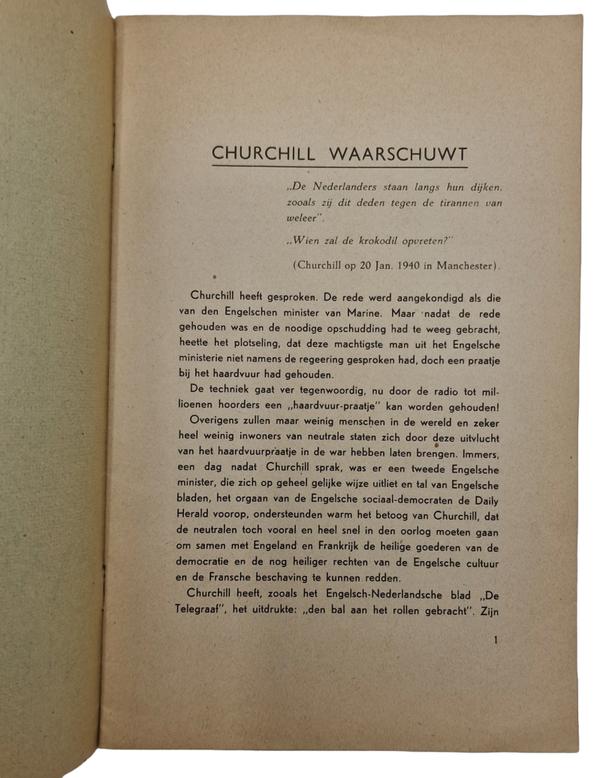 CHURCHILL WAARSCHUWT
„De Nederlanders staan langs hun dijken,
zooals zij dit deden tegen de tirannen van
weleer”.
„Wien zal de krokodil opvreten?”
(Churchill op 20 Jan. 1940 in Manchester).
Churchill heeft gesproken. De rede werd aangekondigd als die
van den Engelschen minister van Marine. Maar nadat de rede
gehouden was en de noodige opschudding had te weeg gebracht,
heette het plotseling, dat deze machtigste man uit het Engelsche
ministerie niet namens de regeering gesproken had, doch een praatje
bij het haardvuur had gehouden.
De techniek gaat ver tegenwoordig, nu door de radio tot mil-
lioenen hoorders een „haardvuur-praatje” kan worden gehouden!
Overigens zullen maar weinig menschen in de wereld en zeker
heel weinig inwoners van neutrale staten zich door deze uitvlucht
van het haardvuurpraatje in de war hebben laten brengen. Immers,
een dag nadat Churchill sprak, was er een tweede Engelsche
minister, die zich op geheel gelijke wijze uitliet en tal van Engelsche
bladen, het orgaan van de Engelsche sociaal-democraten de Daily
Herald voorop, ondersteunden warm het betoog van Churchill, dat
de neutralen toch vooral en heel snel in den oorlog moeten gaan
om samen met Engeland en Frankrijk de heilige goederen van de
democratie en de nog heiliger rechten van de Engelsche cultuur
en de Fransche beschaving te kunnen redden.
Churchill heeft, zooals het Engelsch-Nederlandsche blad „De
Telegraaf”, het uitdrukte: „den bal aan het rollen gebracht”. Zijn
1